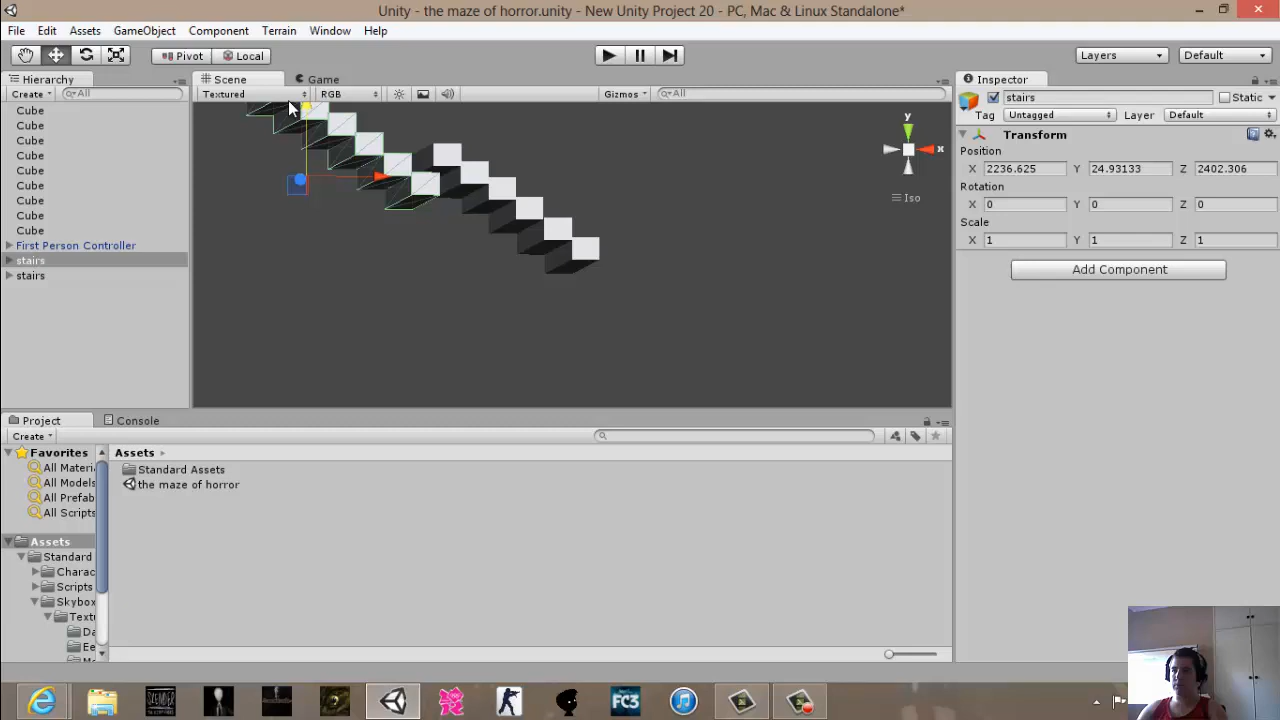 Unity - the maze of horror.unity - New Unity Project 20 - PC, Mac & Linux Standalone*
File Edit Assets GameObject Component Terrain Window Help
Pivot Local Layers Default
Hierarchy Scene Game Inspector
Create All Textured RGB Gizmos All stairs Static
Cube Tag Untagged Layer Default
Cube y Transform
Cube x Position
Cube X 2236.625 Y 24.93133 Z 2402.306
Cube Rotation
Cube Iso X 0 Y 0 Z 0
Cube Scale
Cube X 1 Y 1 Z 1
Cube
First Person Controller
stairs Add Component
stairs
Project Console
Create
Favorites Assets
All Materi Standard Assets
All Models the maze of horror
All Prefab
All Scripts
Assets
Standard
Charac
Scripts
Skybox
Textu
Da
Ee
FC3